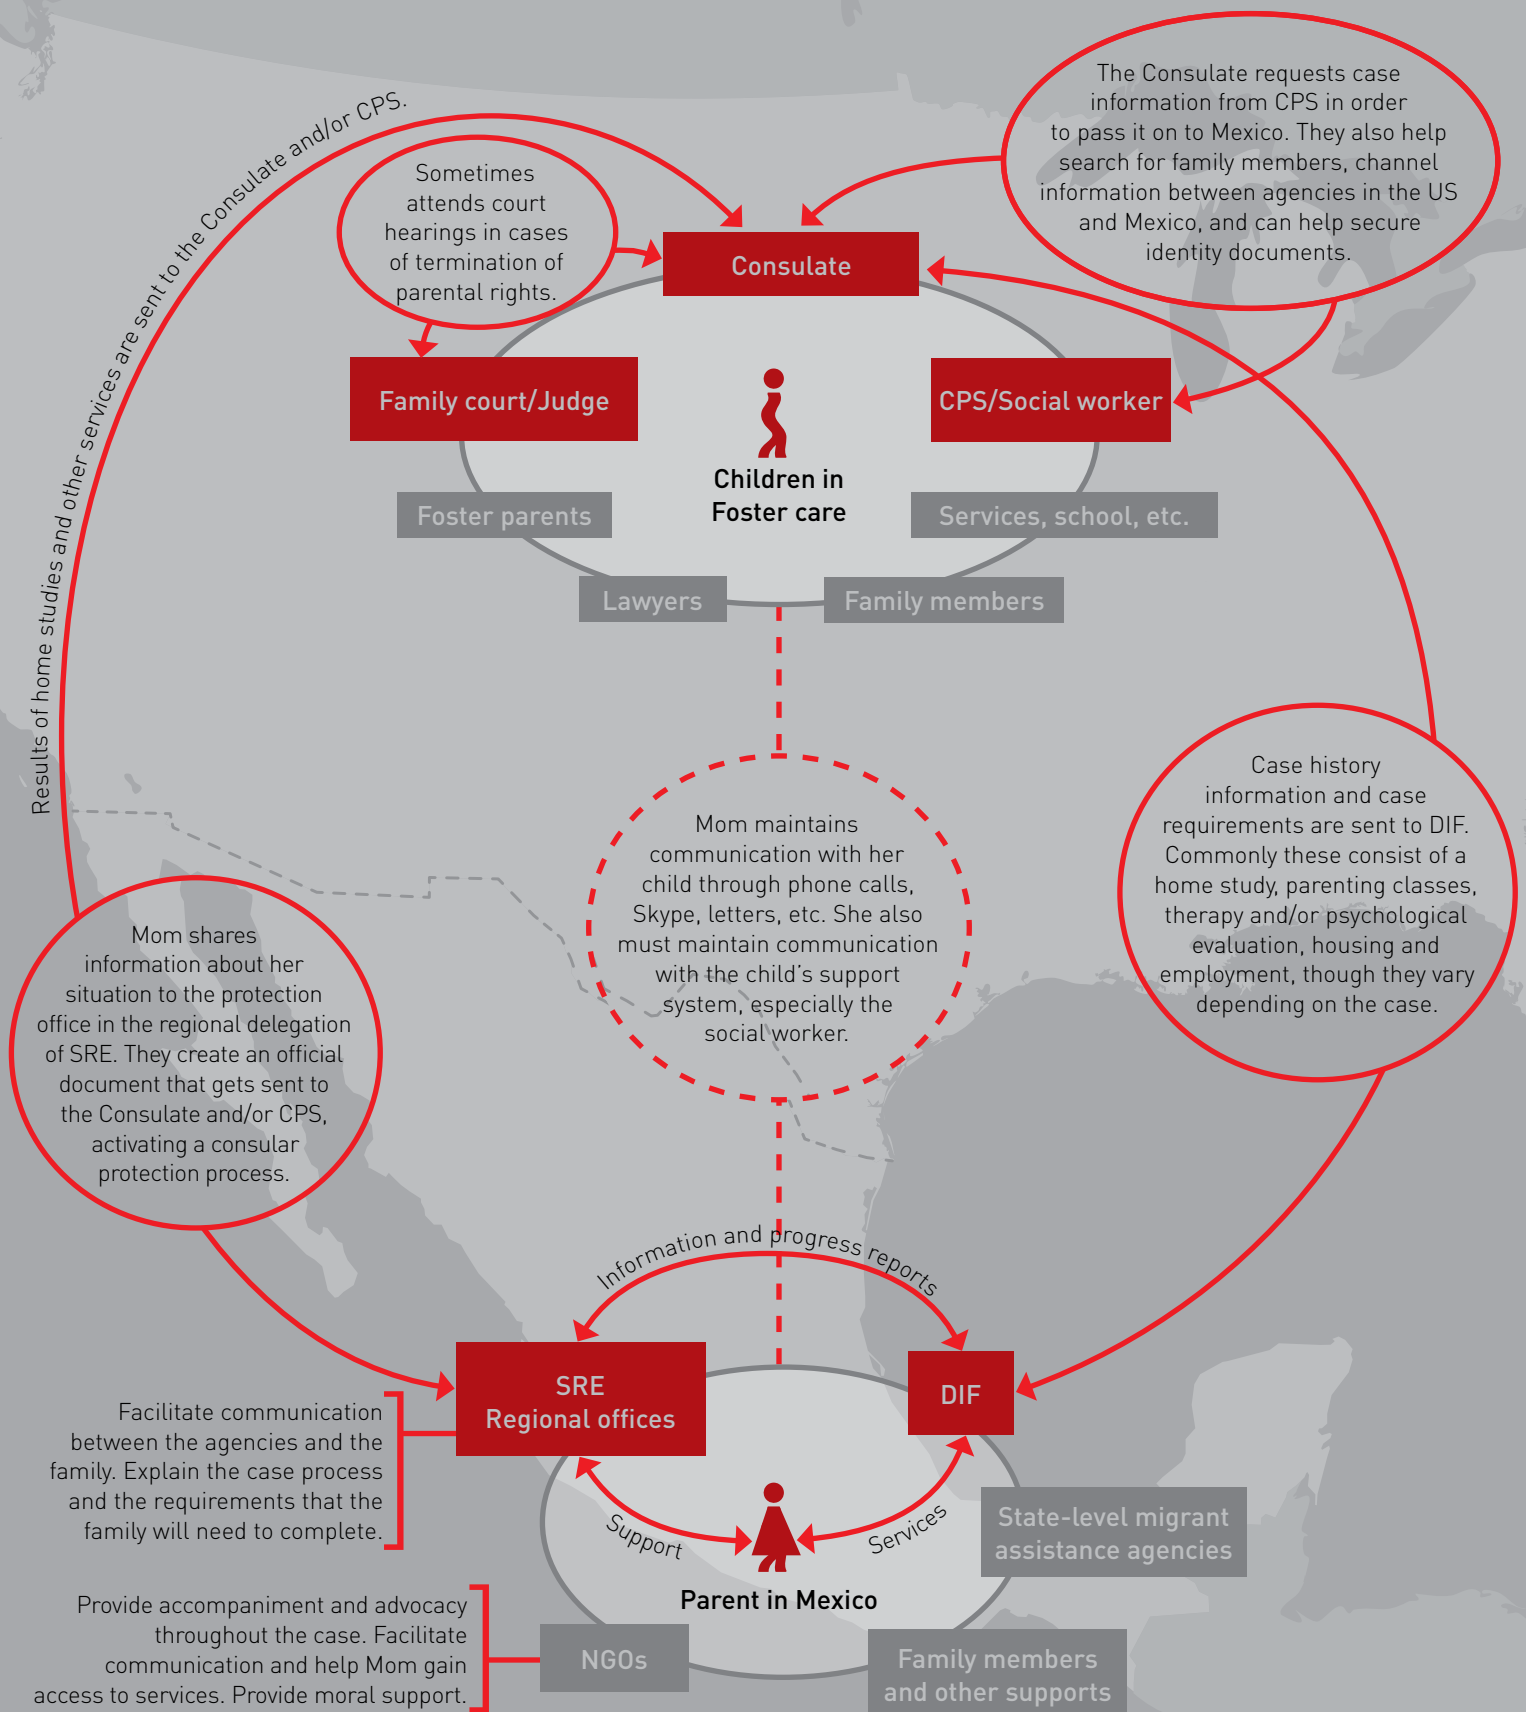 The Consulate requests case
information from CPS in order
to pass it on to Mexico. They also help
search for family members, channel
information between agencies in the US
and Mexico, and can help secure
identity documents.
Results of home studies and other services are sent to the Consulate and/or CPS.
Sometimes
attends court
hearings in cases
of termination of
parental rights.
Consulate
Family court/Judge
CPS/Social worker
Children in
Foster care
Foster parents
Services, school, etc.
Lawyers
Family members
Mom maintains
communication with her
child through phone calls,
Skype, letters, etc. She also
must maintain communication
with the child's support
system, especially the
social worker.
Case history
information and case
requirements are sent to DIF.
Commonly these consist of a
home study, parenting classes,
therapy and/or psychological
evaluation, housing and
employment, though they vary
depending on the case.
Mom shares
information about her
situation to the protection
office in the regional delegation
of SRE. They create an official
document that gets sent to
the Consulate and/or CPS,
activating a consular
protection process.
Information and progress reports
SRE
Regional offices
DIF
Facilitate communication
between the agencies and the
family. Explain the case process
and the requirements that the
family will need to complete.
Support
Services
State-level migrant
assistance agencies
Parent in Mexico
Provide accompaniment and advocacy
throughout the case. Facilitate
communication and help Mom gain
access to services. Provide moral support.
NGOs
Family members
and other supports